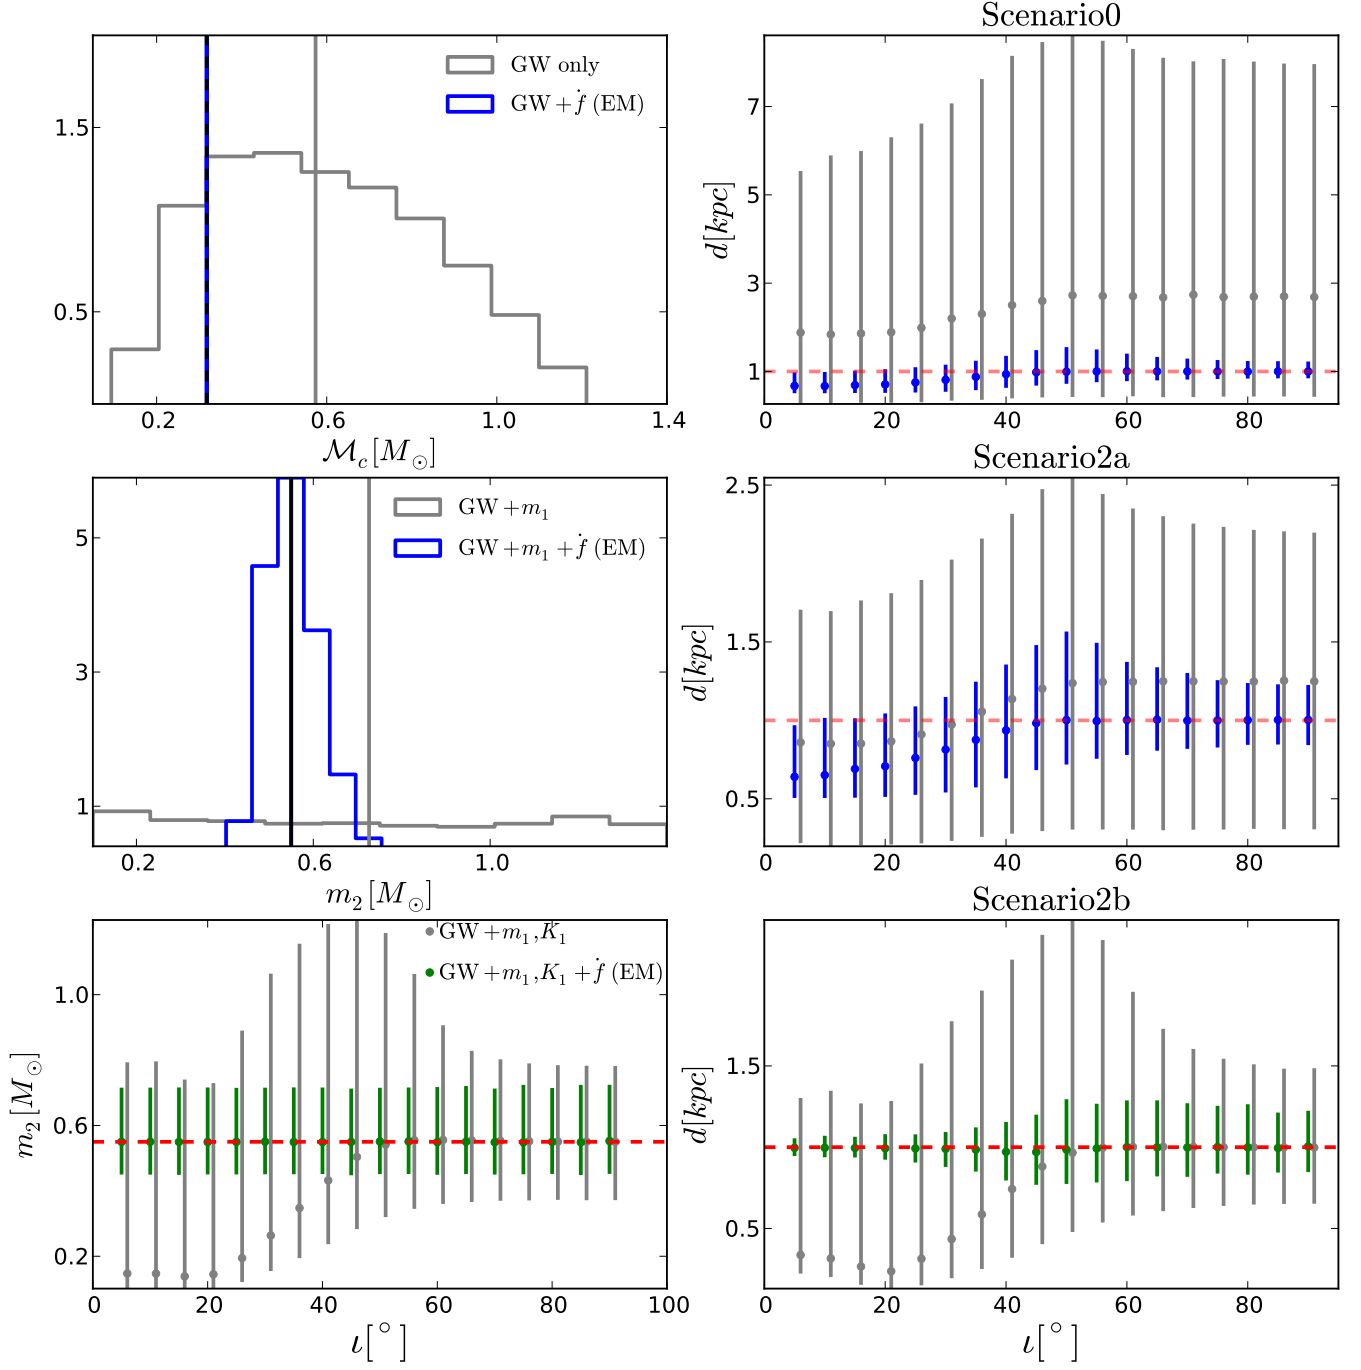 Scenario0
GW only
GW + ḟ (EM)
1.5
0.5
0.2 0.6 1.0 1.4
ℳc[M⊙]
7
5
3
1
d[kpc]
0 20 40 60 80
Scenario2a
GW + m1
GW + m1 + ḟ (EM)
5
3
1
0.2 0.6 1.0
m2[M⊙]
2.5
1.5
0.5
d[kpc]
0 20 40 60 80
Scenario2b
GW + m1, K1
GW + m1, K1 + ḟ (EM)
1.0
0.6
0.2
m2[M⊙]
0 20 40 60 80 100
ι[°]
1.5
0.5
d[kpc]
0 20 40 60 80
ι[°]